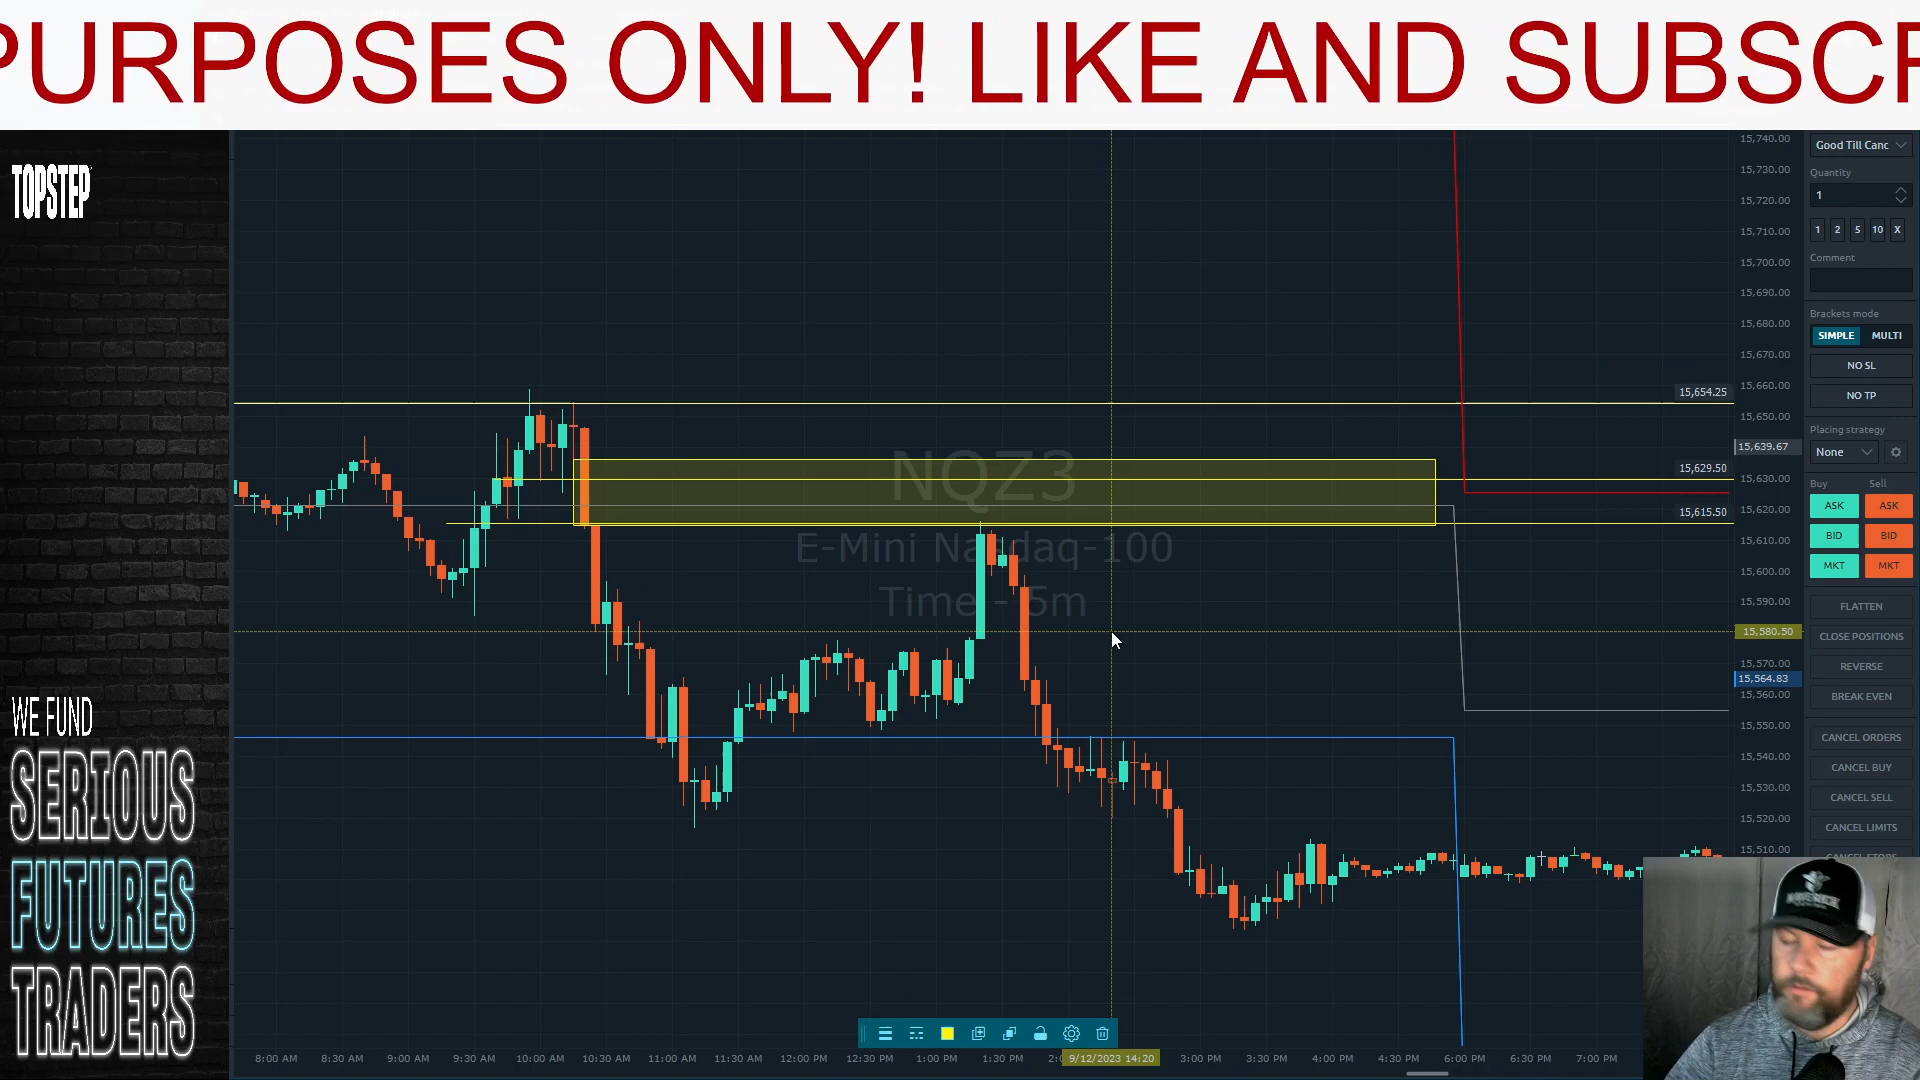 PURPOSES ONLY! LIKE AND SUBSCR
TOPSTEP
WE FUND
SERIOUS
FUTURES
TRADERS
NQZ3
E-Mini Nasdaq-100
Time - 5m
15,654.25
15,629.50
15,615.50
15,740.00
15,730.00
15,720.00
15,710.00
15,700.00
15,690.00
15,680.00
15,670.00
15,660.00
15,650.00
15,639.67
15,630.00
15,620.00
15,610.00
15,600.00
15,590.00
15,580.50
15,570.00
15,564.83
15,560.00
15,550.00
15,540.00
15,530.00
15,520.00
15,510.00
8:00 AM 8:30 AM 9:00 AM 9:30 AM 10:00 AM 10:30 AM 11:00 AM 11:30 AM 12:00 PM 12:30 PM 1:00 PM 1:30 PM 9/12/2023 14:20 3:00 PM 3:30 PM 4:00 PM 4:30 PM 6:00 PM 6:30 PM 7:00 PM
Good Till Canc
Quantity
1
1 2 5 10 X
Comment
Brackets mode
SIMPLE MULTI
NO SL
NO TP
Placing strategy
None
Buy Sell
ASK ASK
BID BID
MKT MKT
FLATTEN
CLOSE POSITIONS
REVERSE
BREAK EVEN
CANCEL ORDERS
CANCEL BUY
CANCEL SELL
CANCEL LIMITS